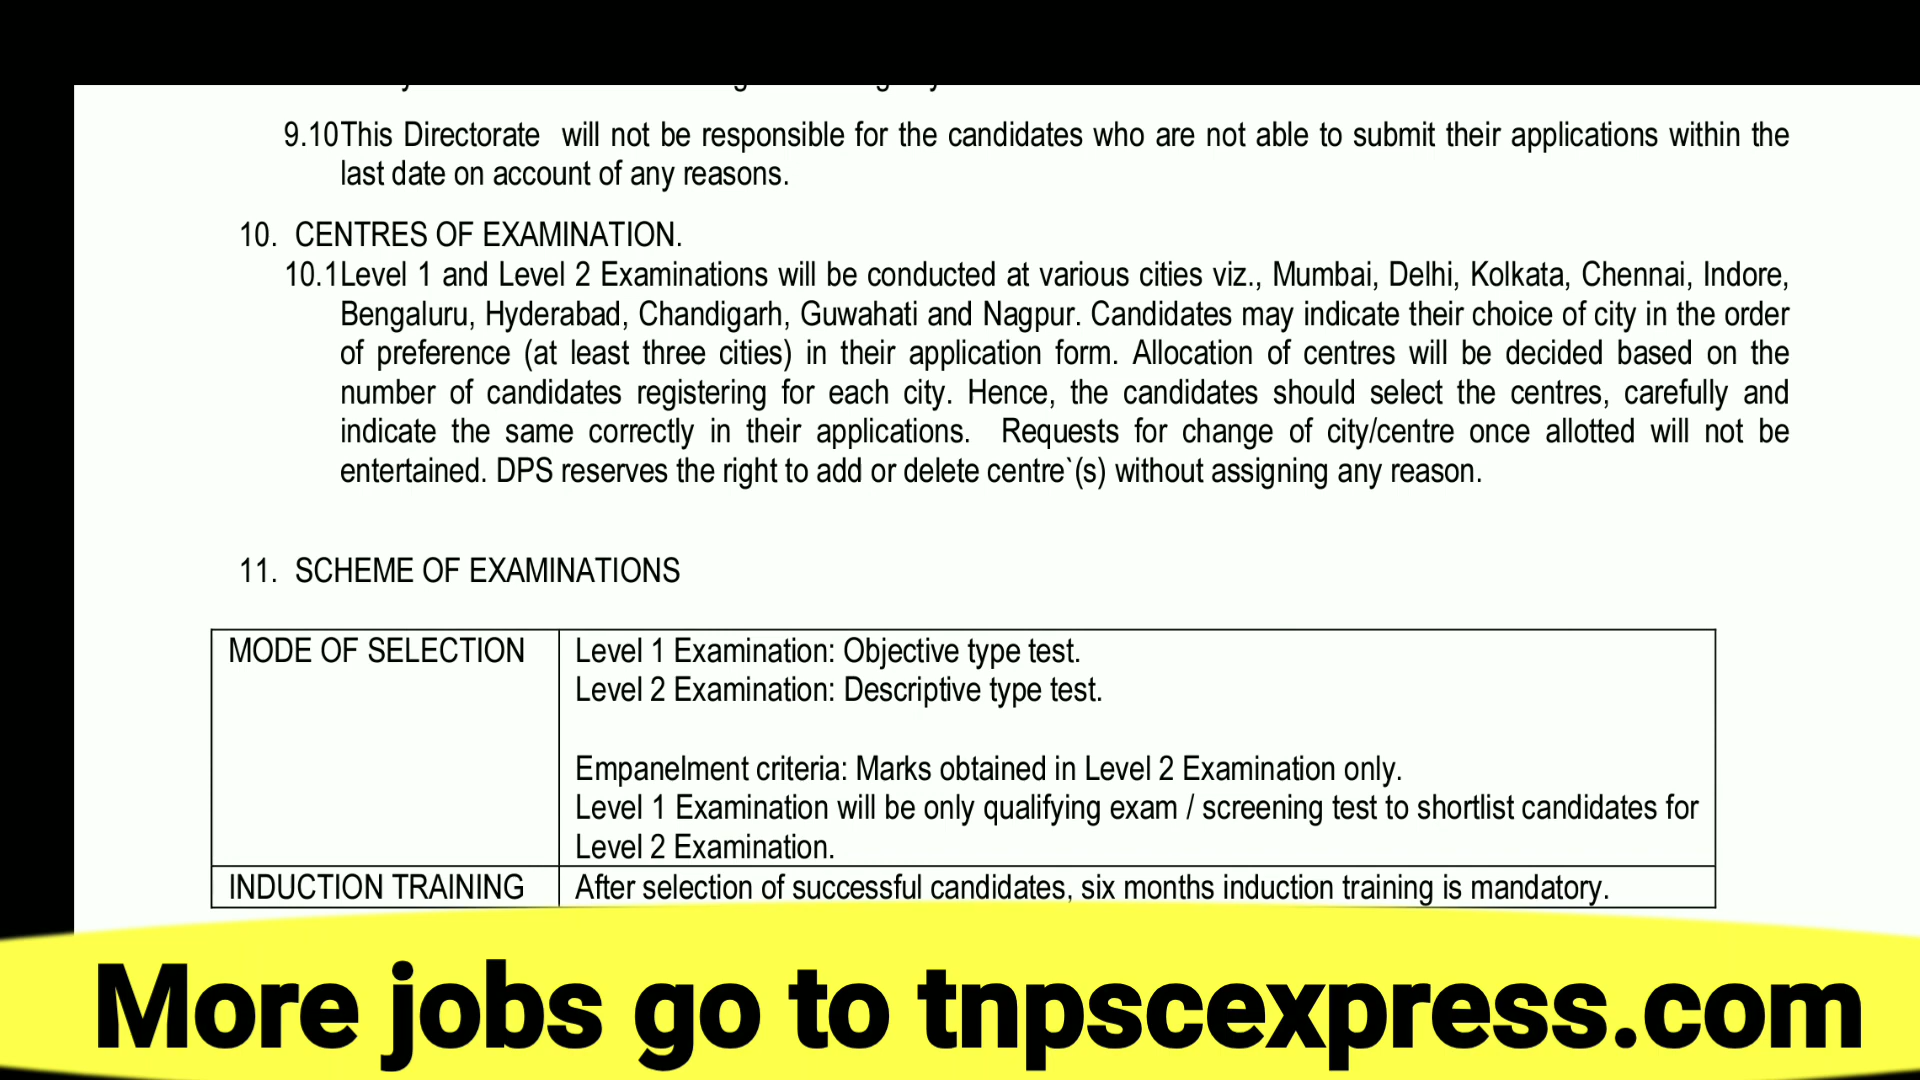 9.10This Directorate will not be responsible for the candidates who are not able to submit their applications within the
last date on account of any reasons.
10. CENTRES OF EXAMINATION.
10.1Level 1 and Level 2 Examinations will be conducted at various cities viz., Mumbai, Delhi, Kolkata, Chennai, Indore,
Bengaluru, Hyderabad, Chandigarh, Guwahati and Nagpur. Candidates may indicate their choice of city in the order
of preference (at least three cities) in their application form. Allocation of centres will be decided based on the
number of candidates registering for each city. Hence, the candidates should select the centres, carefully and
indicate the same correctly in their applications. Requests for change of city/centre once allotted will not be
entertained. DPS reserves the right to add or delete centre`(s) without assigning any reason.
11. SCHEME OF EXAMINATIONS
MODE OF SELECTION
Level 1 Examination: Objective type test.
Level 2 Examination: Descriptive type test.
Empanelment criteria: Marks obtained in Level 2 Examination only.
Level 1 Examination will be only qualifying exam / screening test to shortlist candidates for
Level 2 Examination.
INDUCTION TRAINING
After selection of successful candidates, six months induction training is mandatory.
More jobs go to tnpscexpress.com